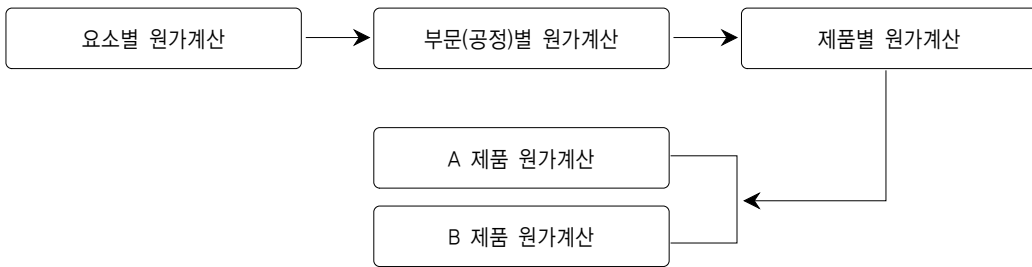 요소별 원가계산
부문(공정)별 원가계산
제품별 원가계산
A 제품 원가계산
B 제품 원가계산